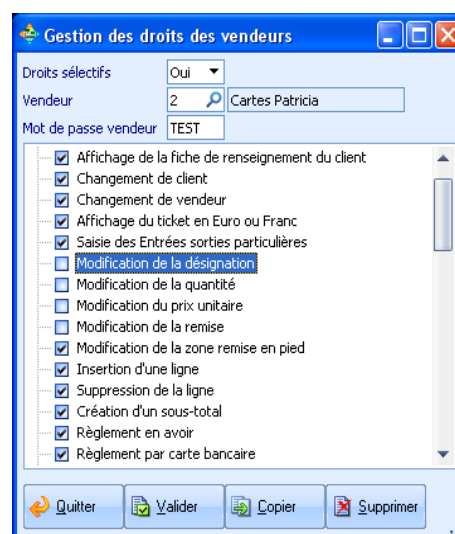 Gestion des droits des vendeurs
Droits sélectifs Oui
Vendeur 2 Cartes Patricia
Mot de passe vendeur TEST
Affichage de la fiche de renseignement du client
Changement de client
Changement de vendeur
Affichage du ticket en Euro ou Franc
Saisie des Entrées sorties particulières
Modification de la désignation
Modification de la quantité
Modification du prix unitaire
Modification de la remise
Modification de la zone remise en pied
Insertion d'une ligne
Suppression de la ligne
Création d'un sous-total
Règlement en avoir
Règlement par carte bancaire
Quitter Valider Copier Supprimer